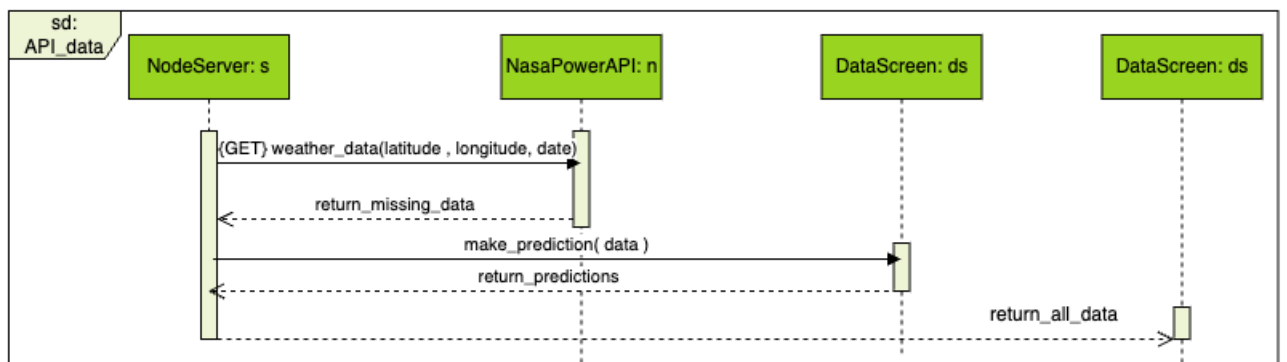 sd:
API_data
NodeServer: s
NasaPowerAPI: n
DataScreen: ds
DataScreen: ds
{GET} weather_data(latitude , longitude, date)
return_missing_data
make_prediction( data )
return_predictions
return_all_data